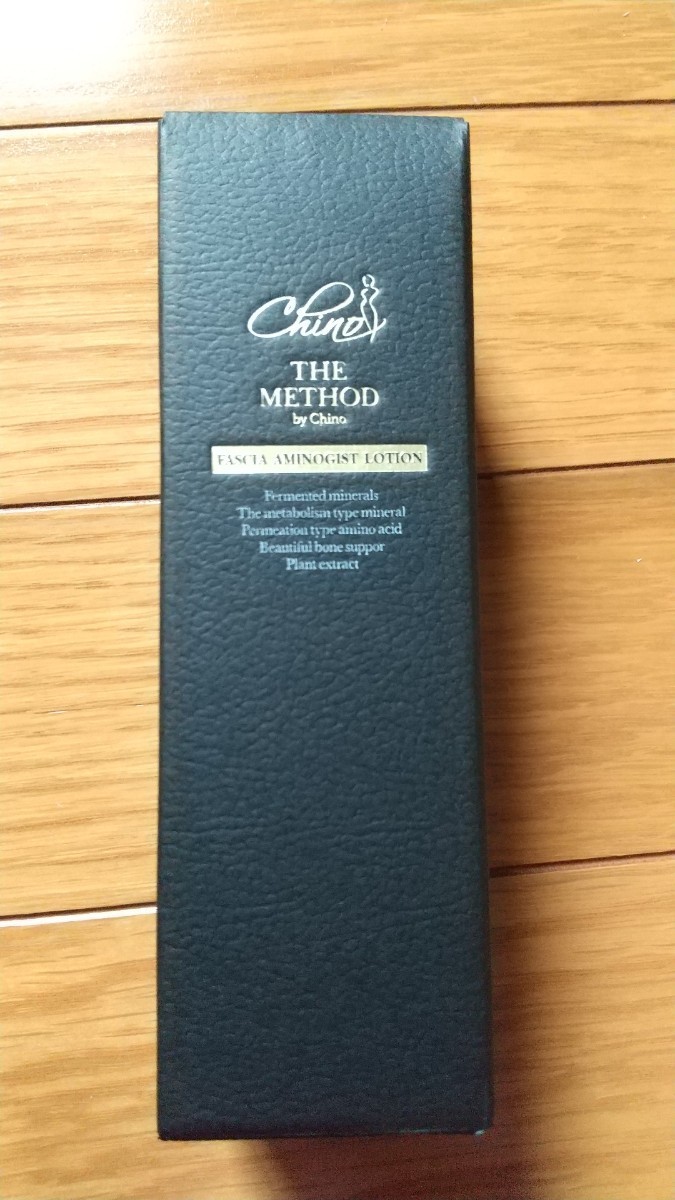 Chino
THE
METHOD
by Chino
FASCIA AMINOGIST LOTION
Fermented minerals
The metabolism type mineral
Permeation type amino acid
Beautiful bone suppor
Plant extract